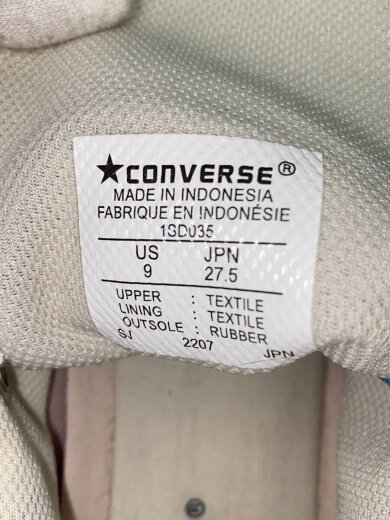 ★CONVERSE®
MADE IN INDONESIA
FABRIQUE EN INDONÉSIE
1SD035
US JPN
9 27.5
UPPER : TEXTILE
LINING : TEXTILE
OUTSOLE : RUBBER
SJ 2207 JPN